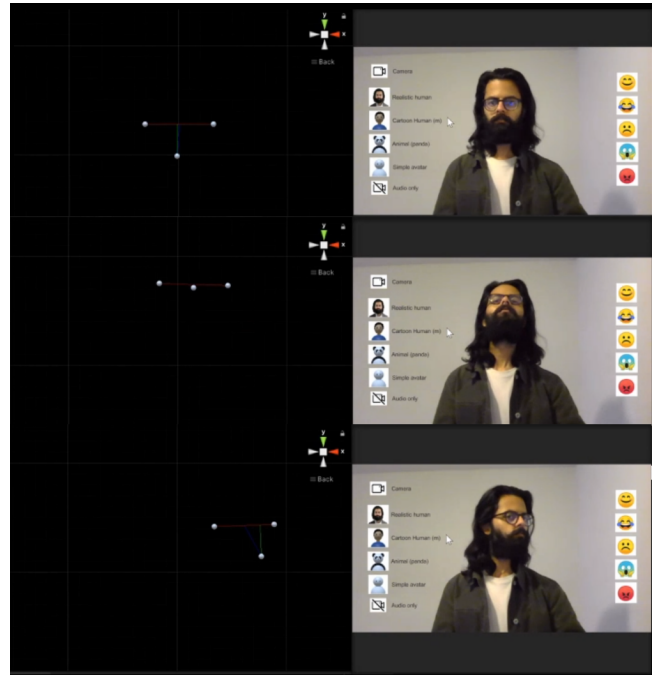 y
x
Back
Camera
Realistic human
Cartoon Human (m)
Animal (panda)
Simple avatar
Audio only
y
x
Back
Camera
Realistic human
Cartoon Human (m)
Animal (panda)
Simple avatar
Audio only
y
x
Back
Camera
Realistic human
Cartoon Human (m)
Animal (panda)
Simple avatar
Audio only